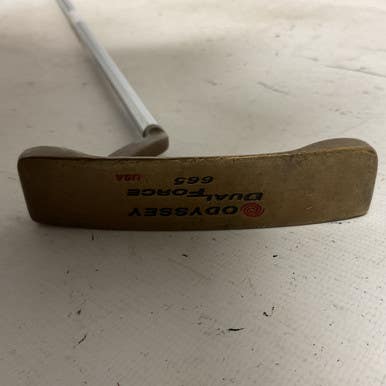 ODYSSEY
DUAL FORCE
665
USA